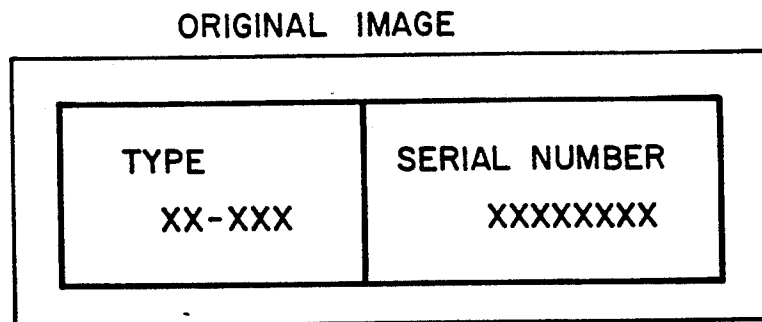 ORIGINAL IMAGE
TYPE
XX-XXX
SERIAL NUMBER
XXXXXXXX